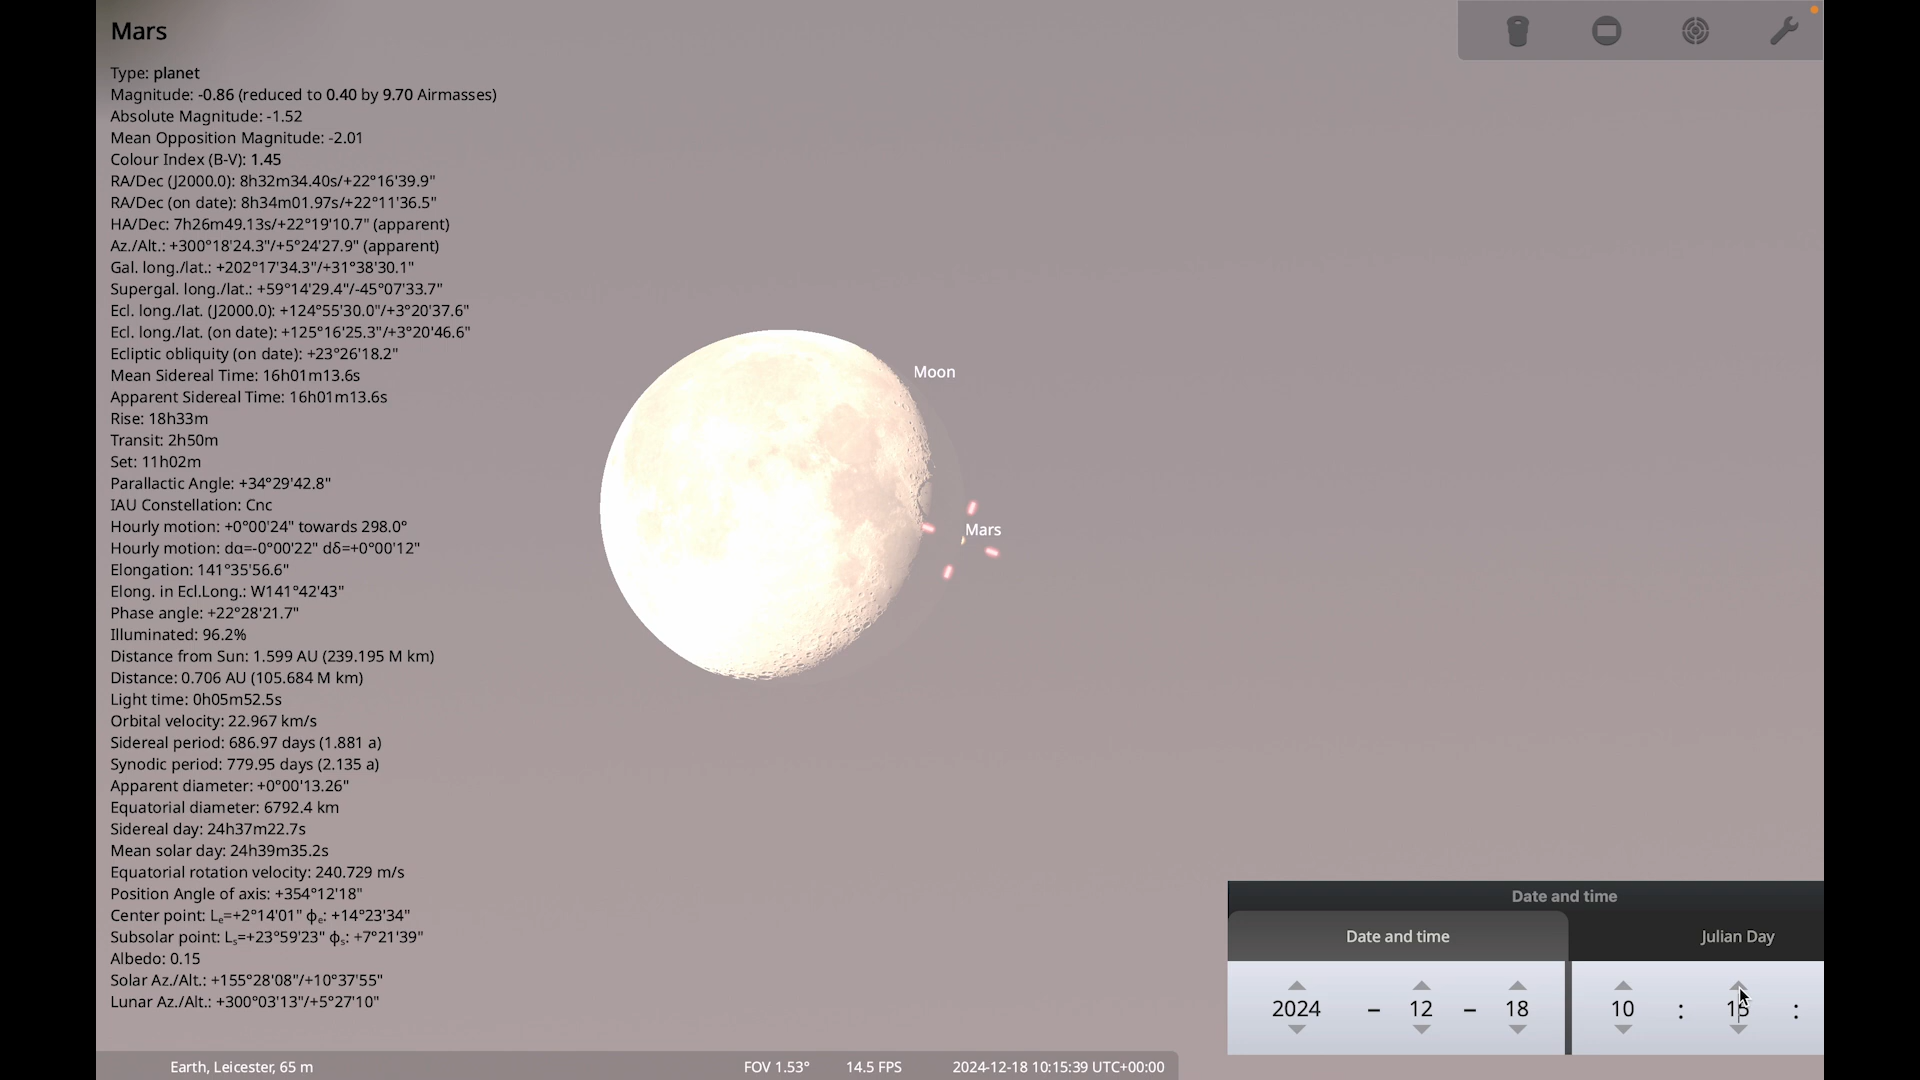 Mars
Type: planet
Magnitude: -0.86 (reduced to 0.40 by 9.70 Airmasses)
Absolute Magnitude: -1.52
Mean Opposition Magnitude: -2.01
Colour Index (B-V): 1.45
RA/Dec (J2000.0): 8h32m34.40s/+22°16'39.9"
RA/Dec (on date): 8h34m01.97s/+22°11'36.5"
HA/Dec: 7h26m49.13s/+22°19'10.7" (apparent)
Az./Alt.: +300°18'24.3"/+5°24'27.9" (apparent)
Gal. long./lat.: +202°17'34.3"/+31°38'30.1"
Supergal. long./lat.: +59°14'29.4"/-45°07'33.7"
Ecl. long./lat. (J2000.0): +124°55'30.0"/+3°20'37.6"
Ecl. long./lat. (on date): +125°16'25.3"/+3°20'46.6"
Ecliptic obliquity (on date): +23°26'18.2"
Mean Sidereal Time: 16h01m13.6s
Apparent Sidereal Time: 16h01m13.6s
Rise: 18h33m
Transit: 2h50m
Set: 11h02m
Parallactic Angle: +34°29'42.8"
IAU Constellation: Cnc
Hourly motion: +0°00'24" towards 298.0°
Hourly motion: dα=-0°00'22" dδ=+0°00'12"
Elongation: 141°35'56.6"
Elong. in Ecl.Long.: W141°42'43"
Phase angle: +22°28'21.7"
Illuminated: 96.2%
Distance from Sun: 1.599 AU (239.195 M km)
Distance: 0.706 AU (105.684 M km)
Light time: 0h05m52.5s
Orbital velocity: 22.967 km/s
Sidereal period: 686.97 days (1.881 a)
Synodic period: 779.95 days (2.135 a)
Apparent diameter: +0°00'13.26"
Equatorial diameter: 6792.4 km
Sidereal day: 24h37m22.7s
Mean solar day: 24h39m35.2s
Equatorial rotation velocity: 240.729 m/s
Position Angle of axis: +354°12'18"
Center point: Lₑ=+2°14'01" ϕₑ: +14°23'34"
Subsolar point: Lₛ=+23°59'23" ϕₛ: +7°21'39"
Albedo: 0.15
Solar Az./Alt.: +155°28'08"/+10°37'55"
Lunar Az./Alt.: +300°03'13"/+5°27'10"
Moon
Mars
Date and time
Date and time Julian Day
2024 – 12 – 18 10 : 15 :
Earth, Leicester, 65 m FOV 1.53° 14.5 FPS 2024-12-18 10:15:39 UTC+00:00